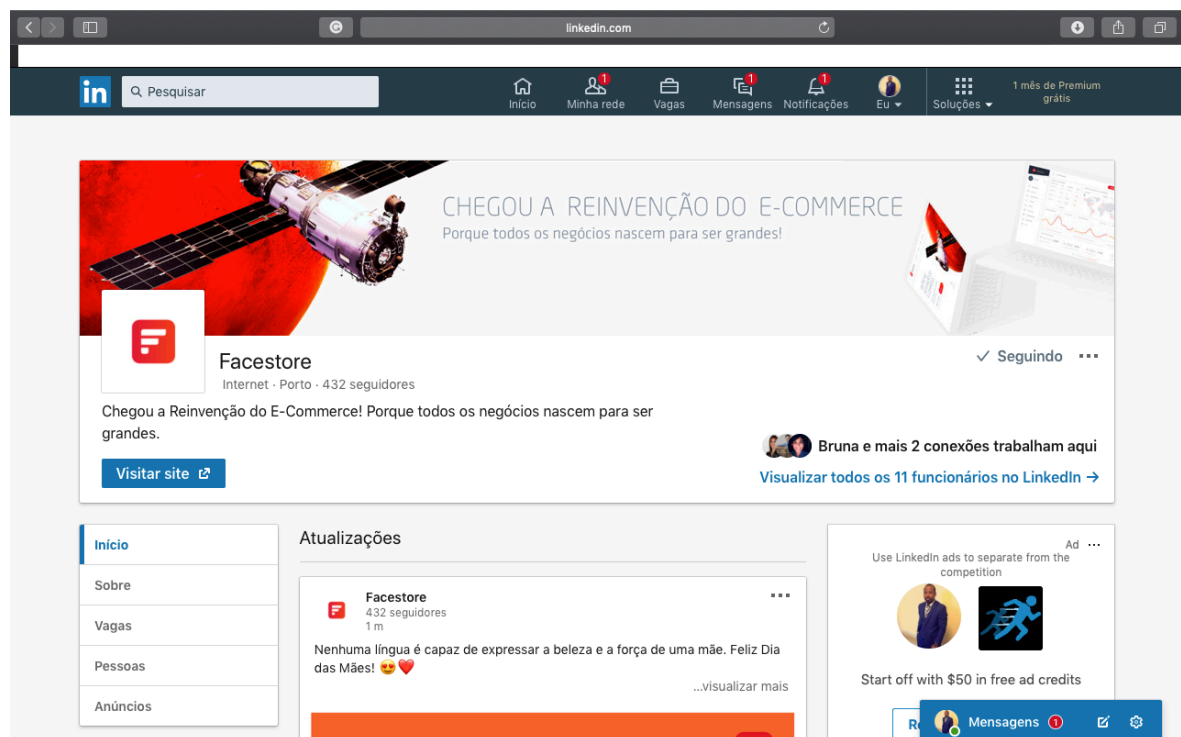 linkedin.com
in
Pesquisar
Início
1
Minha rede
Vagas
1
Mensagens
1
Notificações
Eu
Soluções
1 mês de Premium
grátis
CHEGOU A REINVENÇÃO DO E-COMMERCE
Porque todos os negócios nascem para ser grandes!
Facestore
Internet · Porto · 432 seguidores
Seguindo
Chegou a Reinvenção do E-Commerce! Porque todos os negócios nascem para ser
grandes.
Visitar site
Bruna e mais 2 conexões trabalham aqui
Visualizar todos os 11 funcionários no LinkedIn →
Início
Sobre
Vagas
Pessoas
Anúncios
Atualizações
Facestore
432 seguidores
1 m
Nenhuma língua é capaz de expressar a beleza e a força de uma mãe. Feliz Dia
das Mães! 😍❤️
...visualizar mais
Ad
Use LinkedIn ads to separate from the
competition
Start off with $50 in free ad credits
Mensagens 1